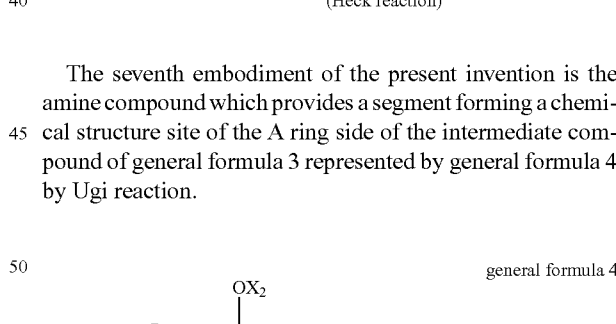 40 (Heck reaction)
The seventh embodiment of the present invention is the
amine compound which provides a segment forming a chemi-
45 cal structure site of the A ring side of the intermediate com-
pound of general formula 3 represented by general formula 4
by Ugi reaction.
50 general formula 4
OX₂